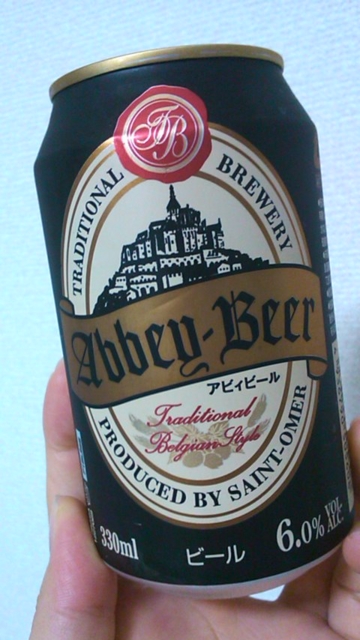 TB
TRADITIONAL BREWERY
Abbey-Beer
アビィビール
Traditional
Belgian Style
PRODUCED BY SAINT-OMER
330ml
ビール
6.0% VOL ALC.